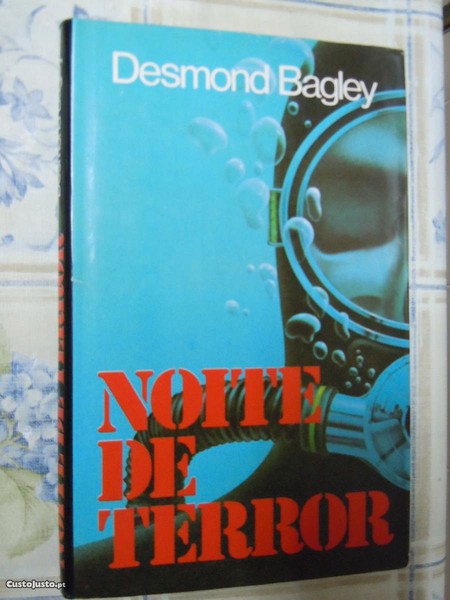 Desmond Bagley
NOITE
DE
TERROR
Custojusto.pt